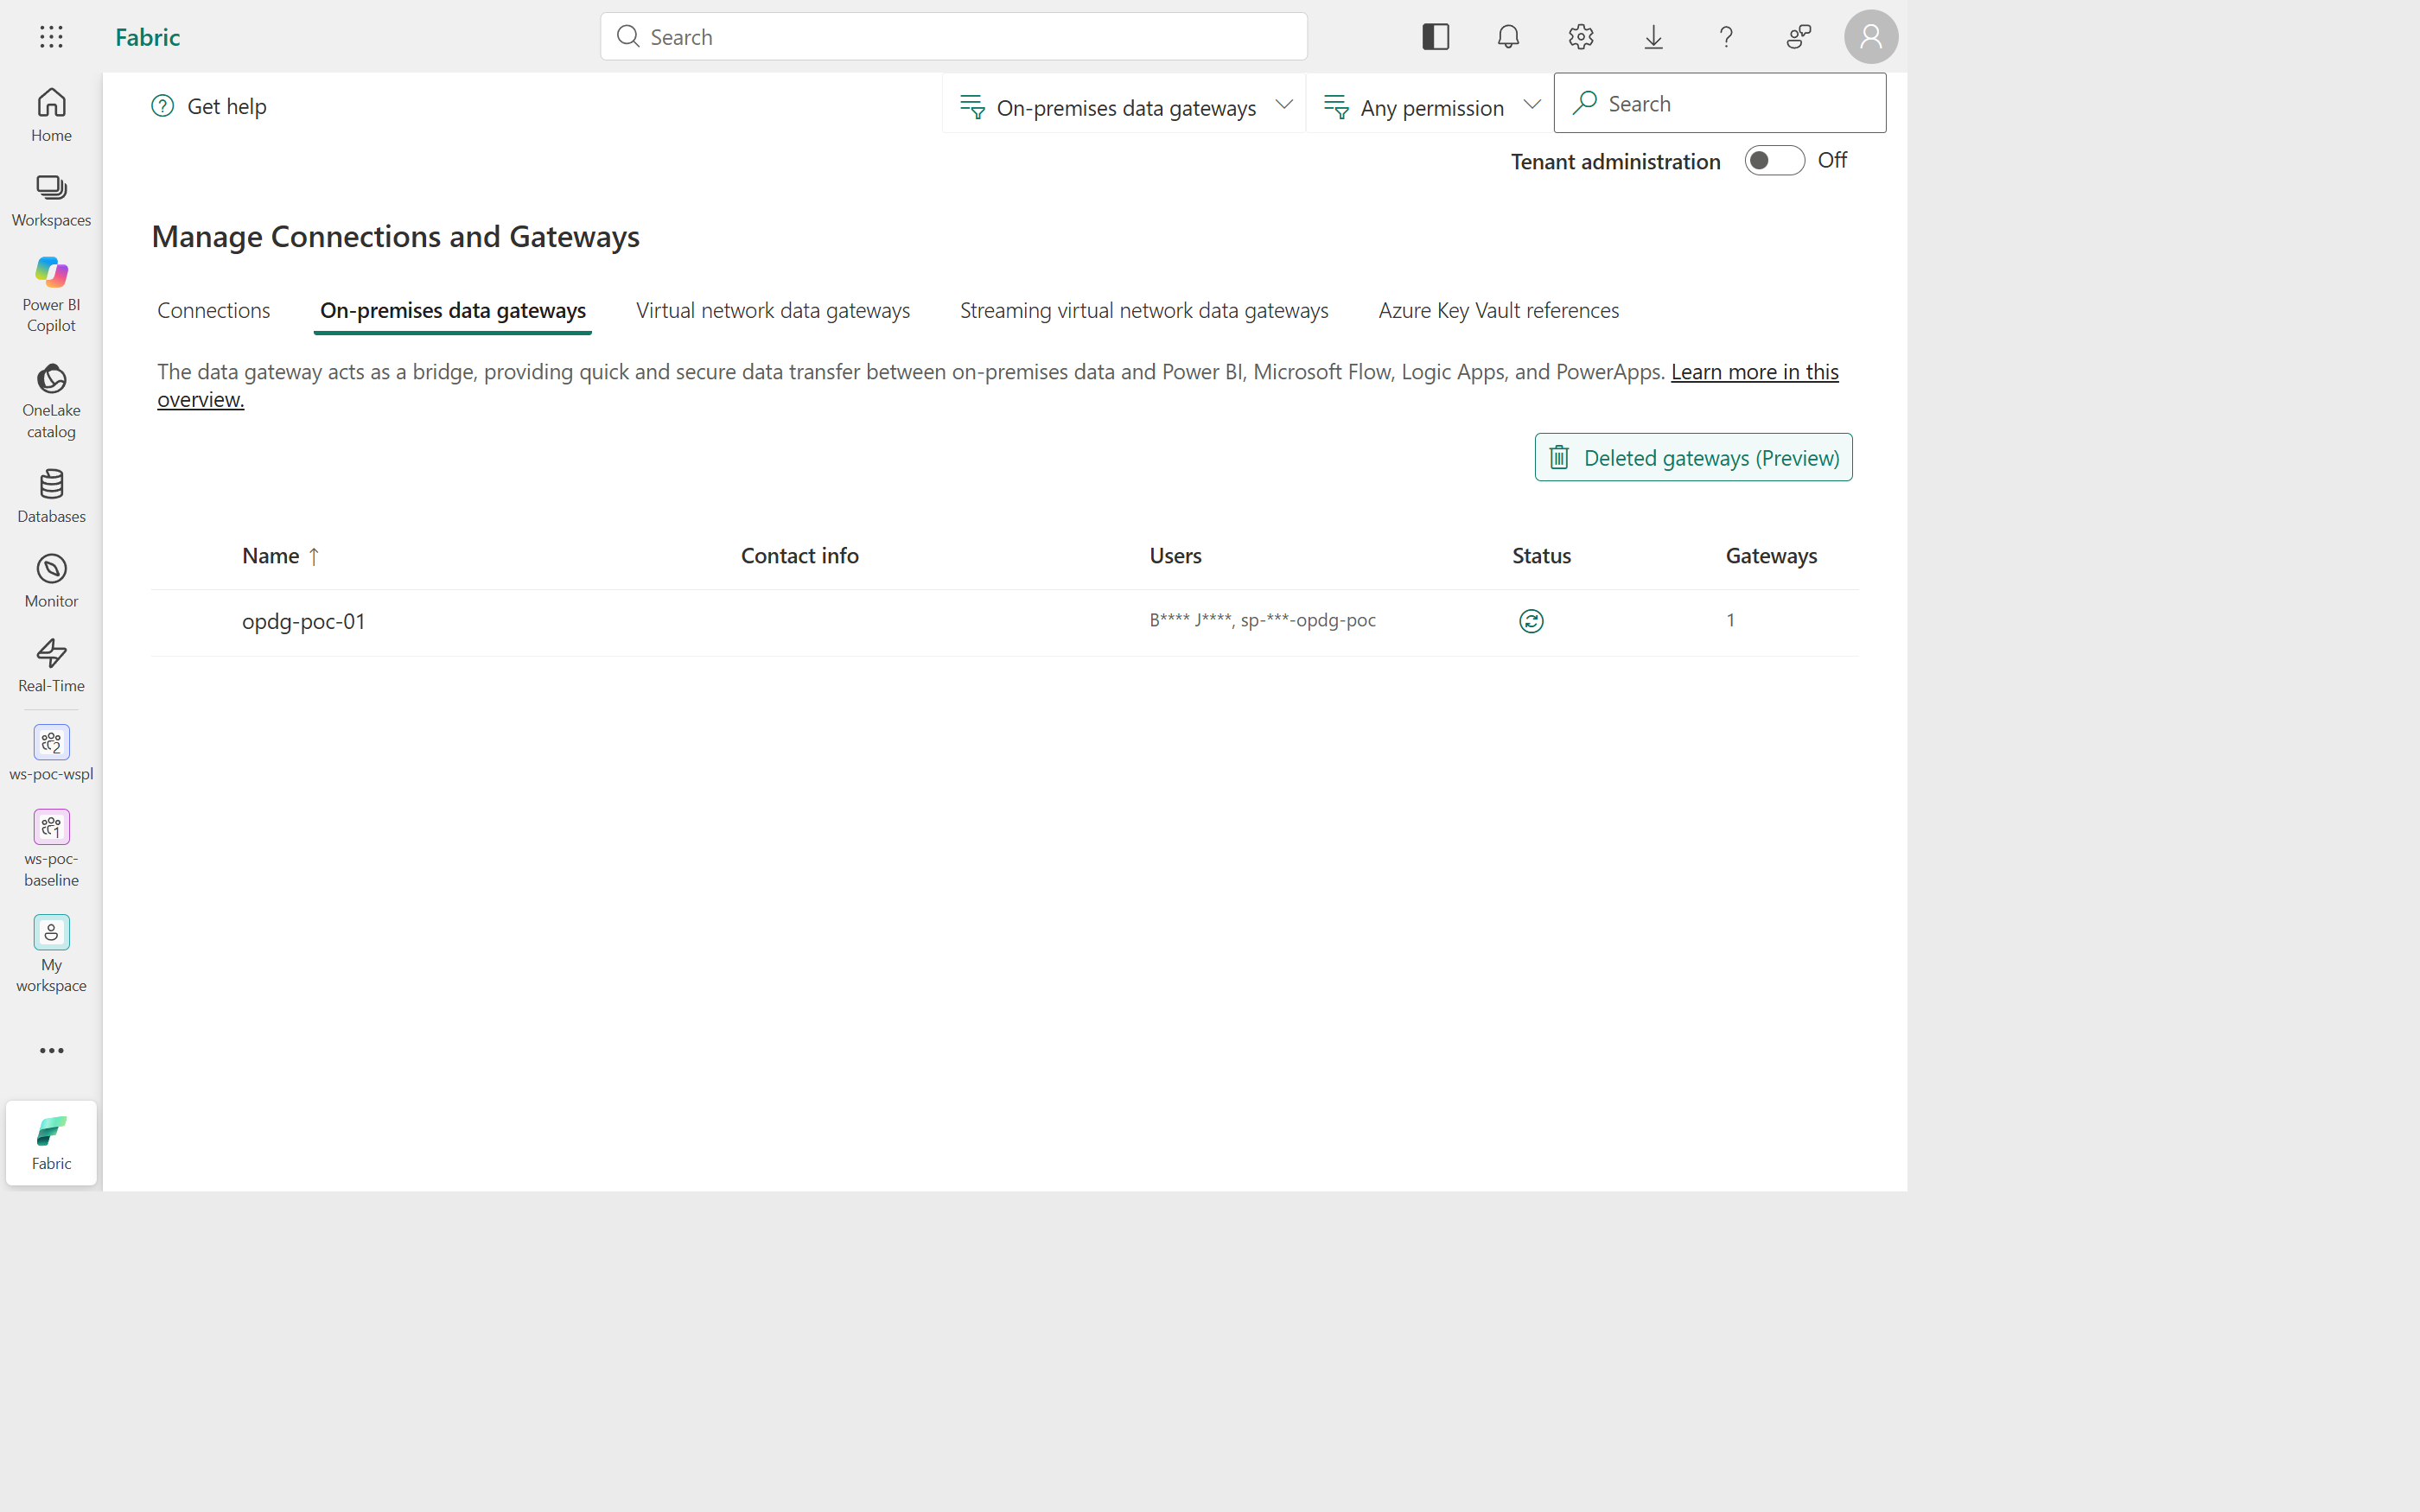 Fabric
Search
Home
Workspaces
Power BI
Copilot
OneLake
catalog
Databases
Monitor
Real-Time
2
ws-poc-wspl
1
ws-poc-
baseline
My
workspace
Fabric
Get help
On-premises data gateways
Any permission
Search
Tenant administration
Off
Manage Connections and Gateways
Connections
On-premises data gateways
Virtual network data gateways
Streaming virtual network data gateways
Azure Key Vault references
The data gateway acts as a bridge, providing quick and secure data transfer between on-premises data and Power BI, Microsoft Flow, Logic Apps, and PowerApps. Learn more in this
overview.
Deleted gateways (Preview)
Name ↑ Contact info Users Status Gateways
opdg-poc-01 B**** J****, sp-***-opdg-poc 1